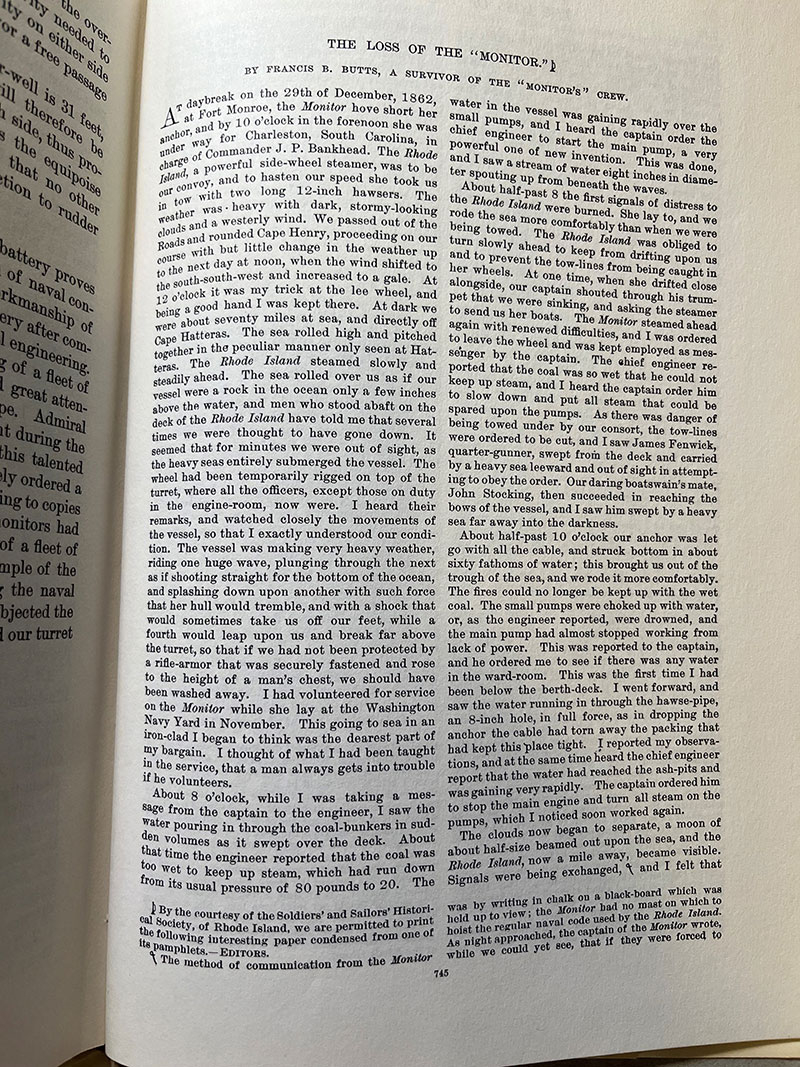 the over-
ity needed to
ity on either side
or a free passage
r-well is 31 feet,
ill therefore be
h side, thus pro-
s the equipoise
that no other
ction to rudder
battery proves
of naval con-
rkmanship of
ery after com-
l engineering.
g of a fleet of
l great atten-
pe. Admiral
nt during the
this talented
ely ordered a
ing to copies
onitors had
of a fleet of
mple of the
g the naval
bjected the
l our turret
THE LOSS OF THE "MONITOR."
BY FRANCIS B. BUTTS, A SURVIVOR OF THE "MONITOR'S" CREW.
AT daybreak on the 29th of December, 1862,
at Fort Monroe, the Monitor hove short her
anchor, and by 10 o'clock in the forenoon she was
under way for Charleston, South Carolina, in
charge of Commander J. P. Bankhead. The Rhode
Island, a powerful side-wheel steamer, was to be
our convoy, and to hasten our speed she took us
in tow with two long 12-inch hawsers. The
weather was heavy with dark, stormy-looking
clouds and a westerly wind. We passed out of the
Roads and rounded Cape Henry, proceeding on our
course with but little change in the weather up
to the next day at noon, when the wind shifted to
the south-south-west and increased to a gale. At
12 o'clock it was my trick at the lee wheel, and
being a good hand I was kept there. At dark we
were about seventy miles at sea, and directly off
Cape Hatteras. The sea rolled high and pitched
together in the peculiar manner only seen at Hat-
teras. The Rhode Island steamed slowly and
steadily ahead. The sea rolled over us as if our
vessel were a rock in the ocean only a few inches
above the water, and men who stood abaft on the
deck of the Rhode Island have told me that several
times we were thought to have gone down. It
seemed that for minutes we were out of sight, as
the heavy seas entirely submerged the vessel. The
wheel had been temporarily rigged on top of the
turret, where all the officers, except those on duty
in the engine-room, now were. I heard their
remarks, and watched closely the movements of
the vessel, so that I exactly understood our condi-
tion. The vessel was making very heavy weather,
riding one huge wave, plunging through the next
as if shooting straight for the bottom of the ocean,
and splashing down upon another with such force
that her hull would tremble, and with a shock that
would sometimes take us off our feet, while a
fourth would leap upon us and break far above
the turret, so that if we had not been protected by
a rifle-armor that was securely fastened and rose
to the height of a man's chest, we should have
been washed away. I had volunteered for service
on the Monitor while she lay at the Washington
Navy Yard in November. This going to sea in an
iron-clad I began to think was the dearest part of
my bargain. I thought of what I had been taught
in the service, that a man always gets into trouble
if he volunteers.
About 8 o'clock, while I was taking a mes-
sage from the captain to the engineer, I saw the
water pouring in through the coal-bunkers in sud-
den volumes as it swept over the deck. About
that time the engineer reported that the coal was
too wet to keep up steam, which had run down
from its usual pressure of 80 pounds to 20. The
water in the vessel was gaining rapidly over the
small pumps, and I heard the captain order the
chief engineer to start the main pump, a very
powerful one of new invention. This was done,
and I saw a stream of water eight inches in diame-
ter spouting up from beneath the waves.
About half-past 8 the first signals of distress to
the Rhode Island were burned. She lay to, and we
rode the sea more comfortably than when we were
being towed. The Rhode Island was obliged to
turn slowly ahead to keep from drifting upon us
and to prevent the tow-lines from being caught in
her wheels. At one time, when she drifted close
alongside, our captain shouted through his trum-
pet that we were sinking, and asking the steamer
to send us her boats. The Monitor steamed ahead
again with renewed difficulties, and I was ordered
to leave the wheel and was kept employed as mes-
senger by the captain. The chief engineer re-
ported that the coal was so wet that he could not
keep up steam, and I heard the captain order him
to slow down and put all steam that could be
spared upon the pumps. As there was danger of
being towed under by our consort, the tow-lines
were ordered to be cut, and I saw James Fenwick,
quarter-gunner, swept from the deck and carried
by a heavy sea leeward and out of sight in attempt-
ing to obey the order. Our daring boatswain's mate,
John Stocking, then succeeded in reaching the
bows of the vessel, and I saw him swept by a heavy
sea far away into the darkness.
About half-past 10 o'clock our anchor was let
go with all the cable, and struck bottom in about
sixty fathoms of water; this brought us out of the
trough of the sea, and we rode it more comfortably.
The fires could no longer be kept up with the wet
coal. The small pumps were choked up with water,
or, as the engineer reported, were drowned, and
the main pump had almost stopped working from
lack of power. This was reported to the captain,
and he ordered me to see if there was any water
in the ward-room. This was the first time I had
been below the berth-deck. I went forward, and
saw the water running in through the hawse-pipe,
an 8-inch hole, in full force, as in dropping the
anchor the cable had torn away the packing that
had kept this place tight. I reported my observa-
tions, and at the same time heard the chief engineer
report that the water had reached the ash-pits and
was gaining very rapidly. The captain ordered him
to stop the main engine and turn all steam on the
pumps, which I noticed soon worked again.
The clouds now began to separate, a moon of
about half-size beamed out upon the sea, and the
Rhode Island, now a mile away, became visible.
Signals were being exchanged, and I felt that
By the courtesy of the Soldiers' and Sailors' Histori-
cal Society, of Rhode Island, we are permitted to print
the following interesting paper condensed from one of
its pamphlets.—EDITORS.
The method of communication from the Monitor
was by writing in chalk on a black-board which was
held up to view; the Monitor had no mast on which to
hoist the regular naval code used by the Rhode Island.
As night approached, the captain of the Monitor wrote,
while we could yet see, that if they were forced to
745